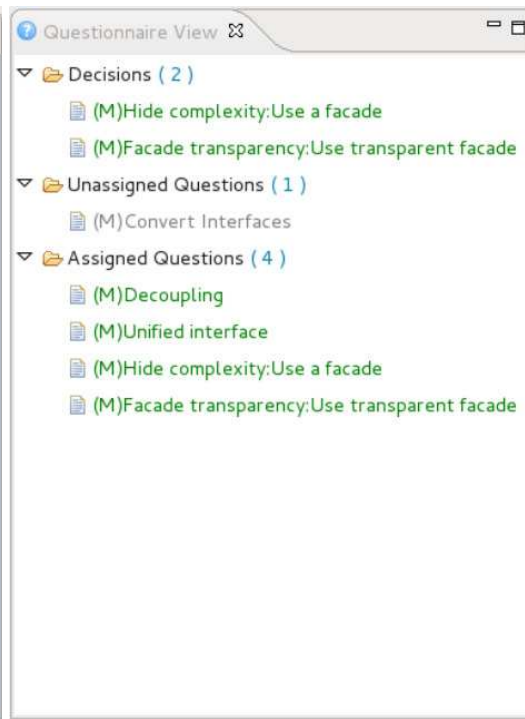 Questionnaire View
Decisions ( 2 )
(M)Hide complexity:Use a facade
(M)Facade transparency:Use transparent facade
Unassigned Questions ( 1 )
(M)Convert Interfaces
Assigned Questions ( 4 )
(M)Decoupling
(M)Unified interface
(M)Hide complexity:Use a facade
(M)Facade transparency:Use transparent facade